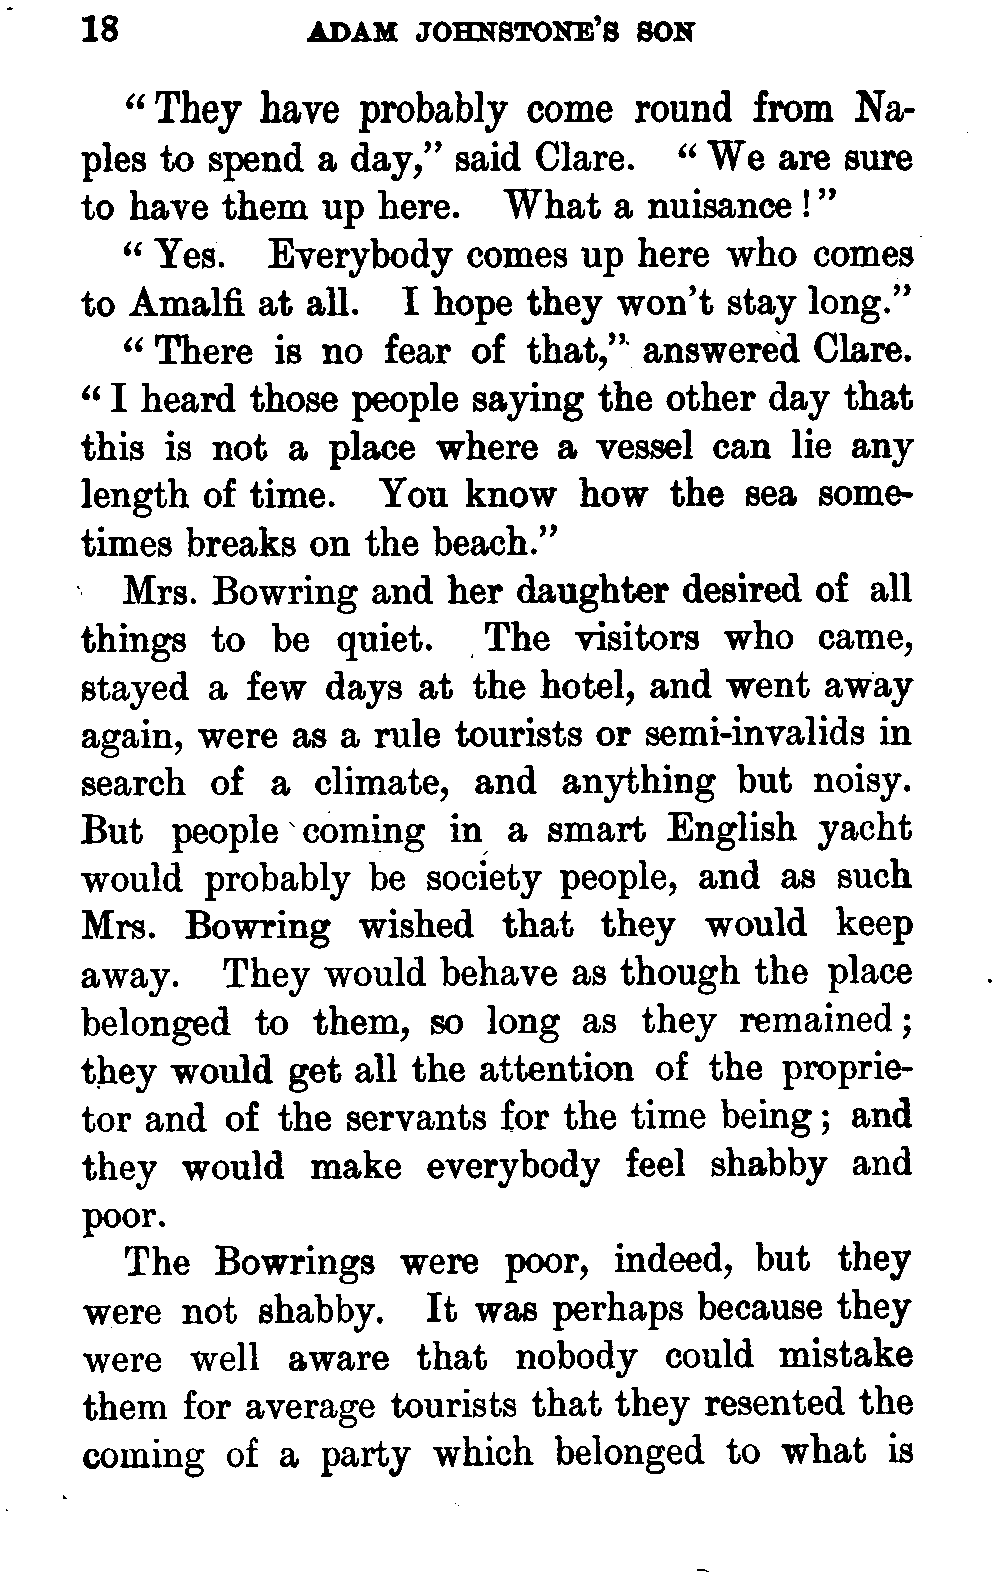 18 ADAM JOHNSTONE'S SON
“They have probably come round from Na-
ples to spend a day,” said Clare. “We are sure
to have them up here. What a nuisance!”
“Yes. Everybody comes up here who comes
to Amalfi at all. I hope they won't stay long.”
“There is no fear of that,” answered Clare.
“I heard those people saying the other day that
this is not a place where a vessel can lie any
length of time. You know how the sea some-
times breaks on the beach.”
Mrs. Bowring and her daughter desired of all
things to be quiet. The visitors who came,
stayed a few days at the hotel, and went away
again, were as a rule tourists or semi-invalids in
search of a climate, and anything but noisy.
But people coming in a smart English yacht
would probably be society people, and as such
Mrs. Bowring wished that they would keep
away. They would behave as though the place
belonged to them, so long as they remained;
they would get all the attention of the proprie-
tor and of the servants for the time being; and
they would make everybody feel shabby and
poor.
The Bowrings were poor, indeed, but they
were not shabby. It was perhaps because they
were well aware that nobody could mistake
them for average tourists that they resented the
coming of a party which belonged to what is